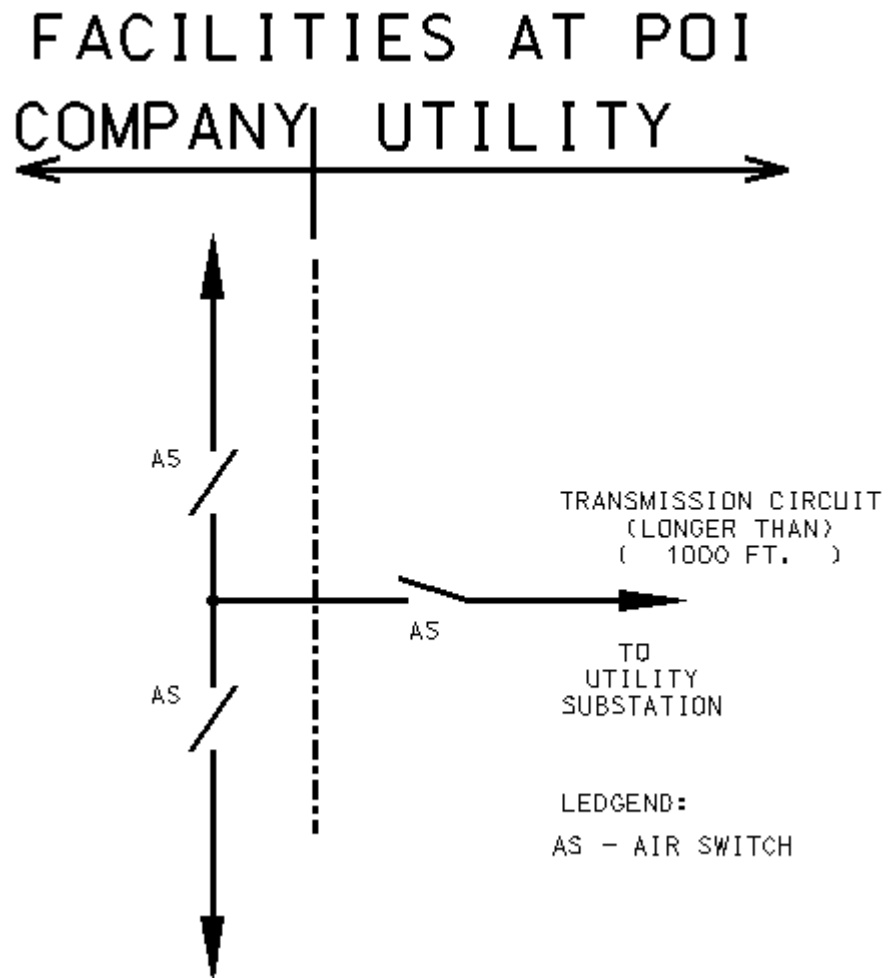 FACILITIES AT POI
COMPANY UTILITY
AS
TRANSMISSION CIRCUIT
(LONGER THAN)
( 1000 FT. )
AS
TO
UTILITY
SUBSTATION
AS
LEDGEND:
AS - AIR SWITCH